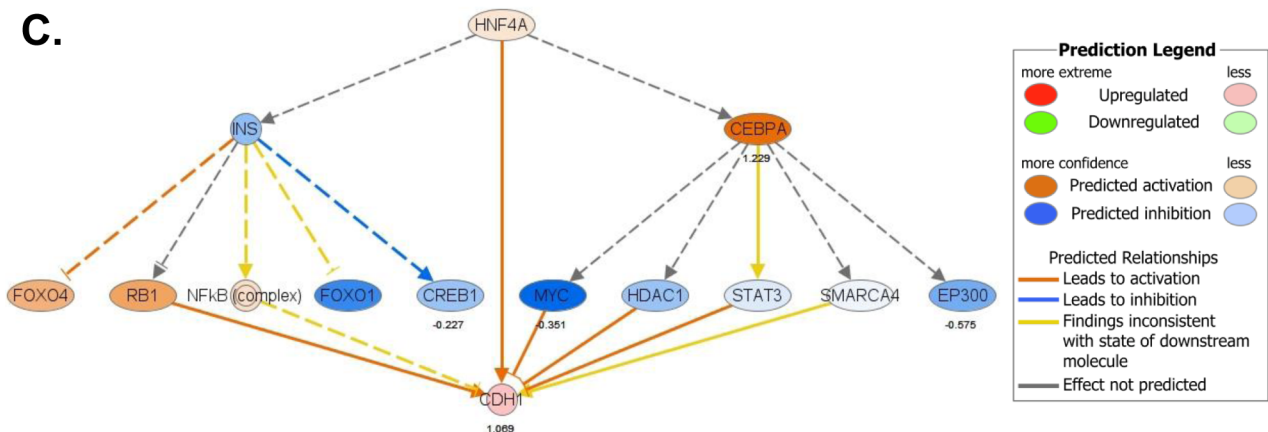 C.
HNF4A
INS
CEBPA
1.229
FOXO4
RB1
NFkB (complex)
FOXO1
CREB1
-0.227
MYC
-0.351
HDAC1
STAT3
SMARCA4
EP300
-0.575
CDH1
1.069
Prediction Legend
more extreme
less
Upregulated
Downregulated
more confidence
less
Predicted activation
Predicted inhibition
Predicted Relationships
Leads to activation
Leads to inhibition
Findings inconsistent
with state of downstream
molecule
Effect not predicted